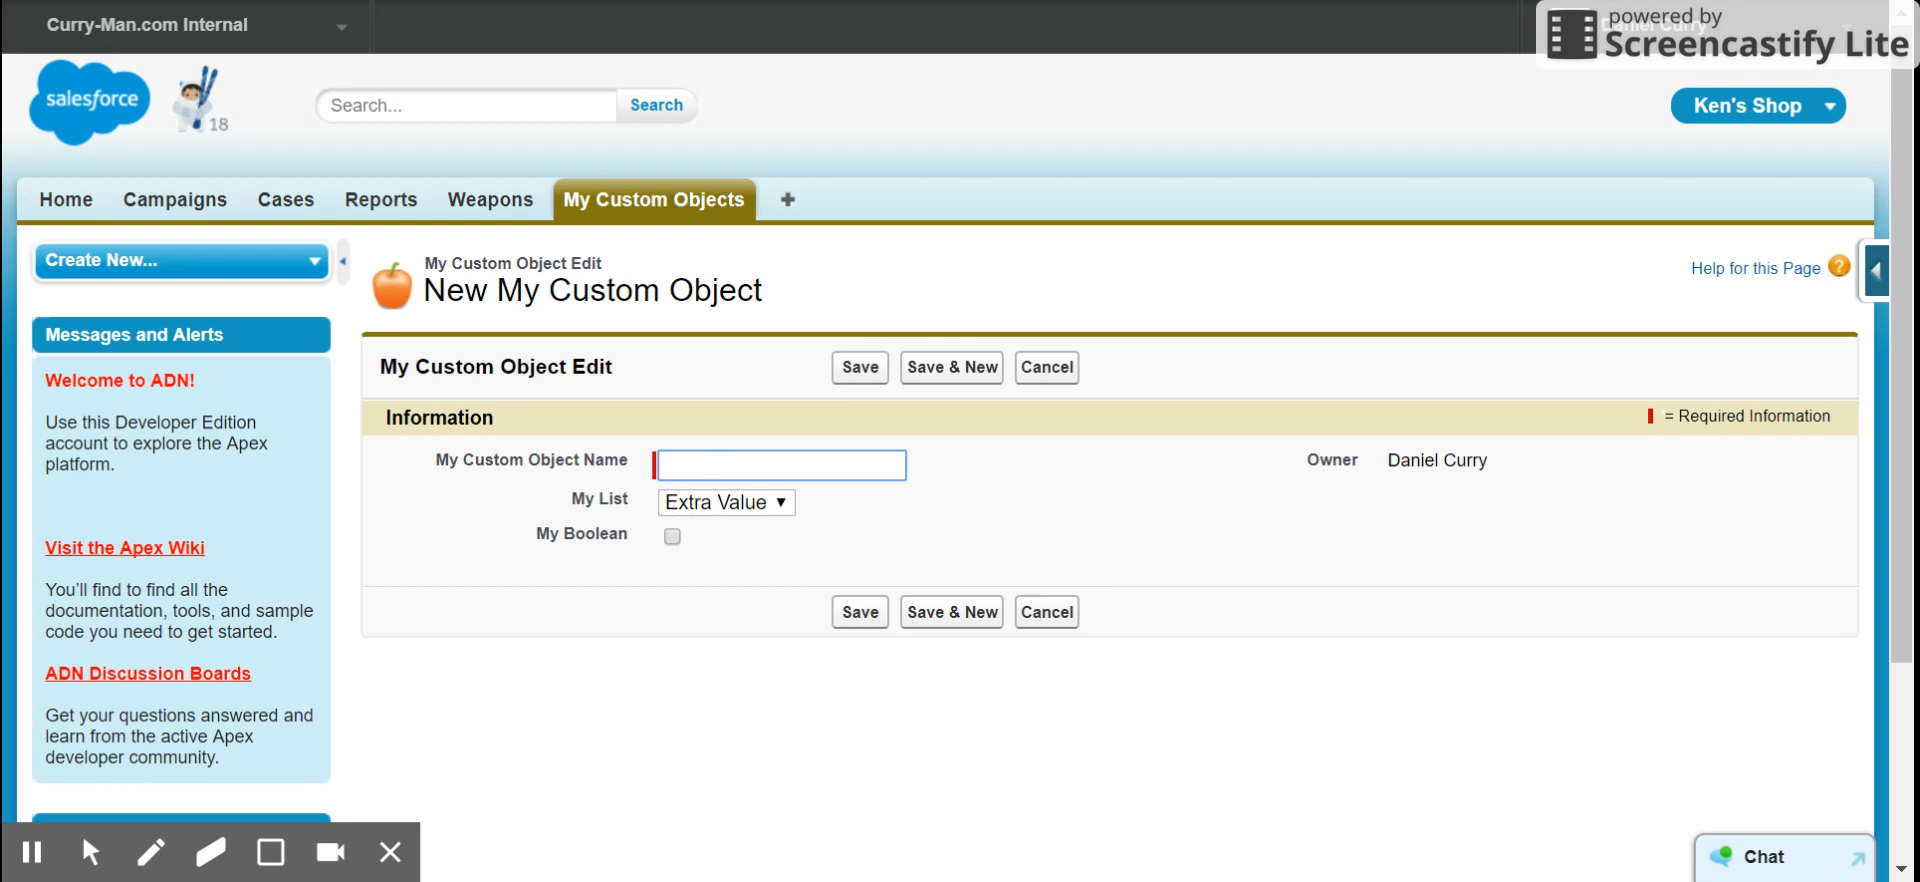 Curry-Man.com Internal
Daniel Curry
powered by
Screencastify Lite
salesforce
18
Search...
Search
Ken's Shop
Home Campaigns Cases Reports Weapons My Custom Objects +
Create New...
My Custom Object Edit
New My Custom Object
Help for this Page ?
Messages and Alerts
Welcome to ADN!
Use this Developer Edition
account to explore the Apex
platform.
Visit the Apex Wiki
You'll find to find all the
documentation, tools, and sample
code you need to get started.
ADN Discussion Boards
Get your questions answered and
learn from the active Apex
developer community.
My Custom Object Edit
Save Save & New Cancel
Information
= Required Information
My Custom Object Name
Owner Daniel Curry
My List Extra Value
My Boolean
Save Save & New Cancel
Chat